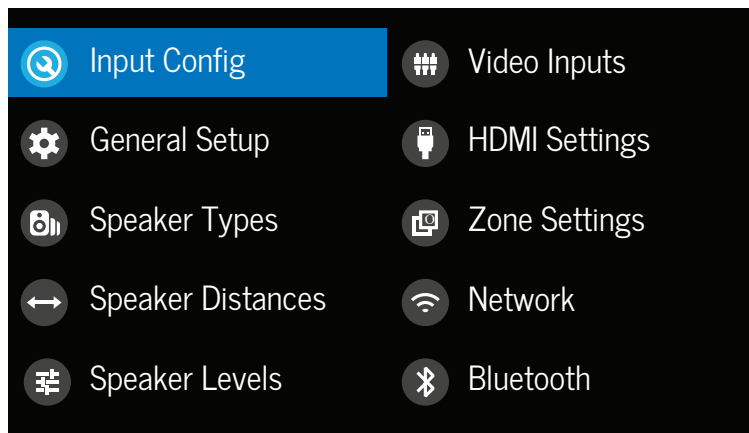 Input Config
General Setup
Speaker Types
Speaker Distances
Speaker Levels
Video Inputs
HDMI Settings
Zone Settings
Network
Bluetooth